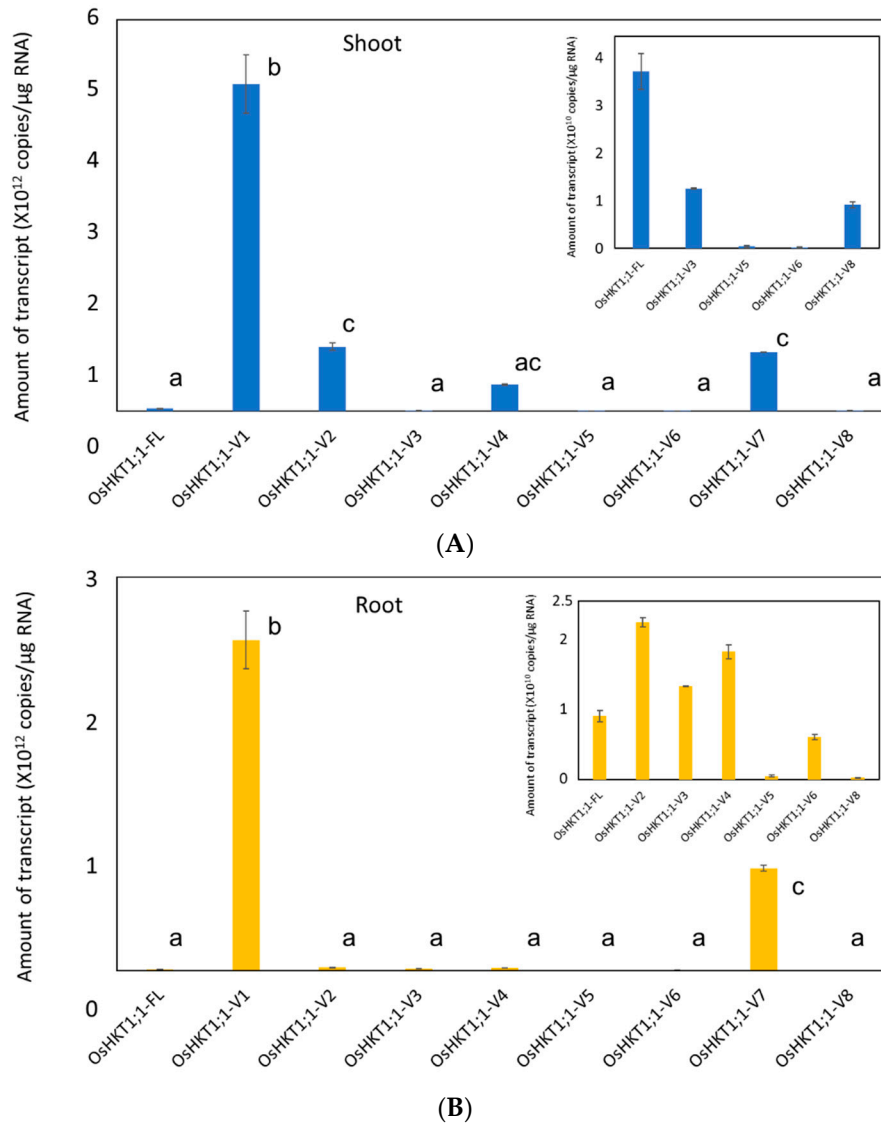 Shoot
Amount of transcript (X10¹² copies/µg RNA)
6
5
4
3
2
1
0
b
c
a
a
ac
a
a
c
a
OsHKT1;1-FL
OsHKT1;1-V1
OsHKT1;1-V2
OsHKT1;1-V3
OsHKT1;1-V4
OsHKT1;1-V5
OsHKT1;1-V6
OsHKT1;1-V7
OsHKT1;1-V8
Amount of transcript (X10¹⁰ copies/µg RNA)
4
3
2
1
0
OsHKT1;1-FL
OsHKT1;1-V3
OsHKT1;1-V5
OsHKT1;1-V6
OsHKT1;1-V8
(A)
Root
Amount of transcript (X10¹² copies/µg RNA)
3
2
1
0
b
a
a
a
a
a
a
c
a
OsHKT1;1-FL
OsHKT1;1-V1
OsHKT1;1-V2
OsHKT1;1-V3
OsHKT1;1-V4
OsHKT1;1-V5
OsHKT1;1-V6
OsHKT1;1-V7
OsHKT1;1-V8
Amount of transcript (X10¹⁰ copies/µg RNA)
2.5
2
1
0
OsHKT1;1-FL
OsHKT1;1-V2
OsHKT1;1-V3
OsHKT1;1-V4
OsHKT1;1-V5
OsHKT1;1-V6
OsHKT1;1-V8
(B)